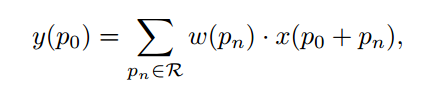 y(p₀) = ∑_{pₙ∈ℛ} w(pₙ) · x(p₀ + pₙ),